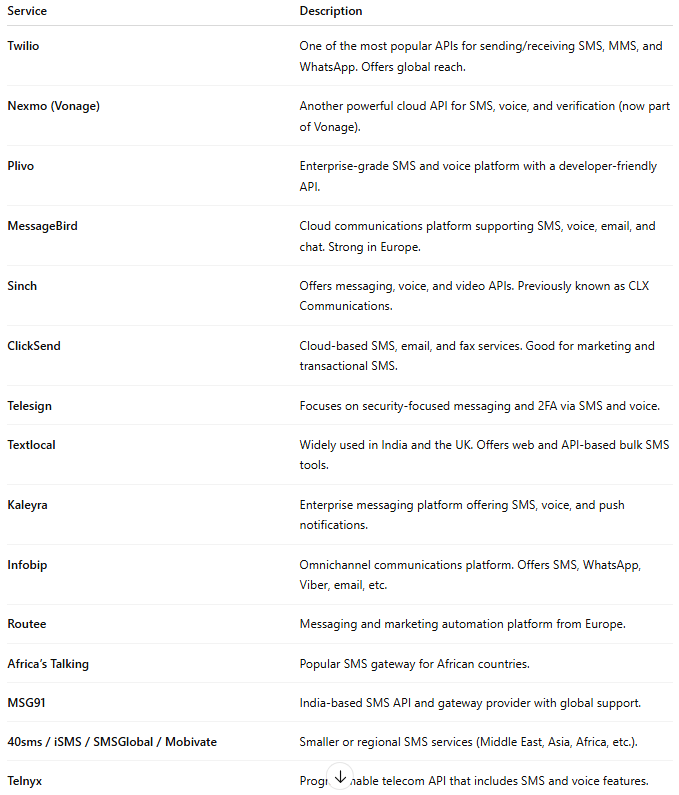 Service Description
Twilio One of the most popular APIs for sending/receiving SMS, MMS, and
WhatsApp. Offers global reach.
Nexmo (Vonage) Another powerful cloud API for SMS, voice, and verification (now part
of Vonage).
Plivo Enterprise-grade SMS and voice platform with a developer-friendly
API.
MessageBird Cloud communications platform supporting SMS, voice, email, and
chat. Strong in Europe.
Sinch Offers messaging, voice, and video APIs. Previously known as CLX
Communications.
ClickSend Cloud-based SMS, email, and fax services. Good for marketing and
transactional SMS.
Telesign Focuses on security-focused messaging and 2FA via SMS and voice.
Textlocal Widely used in India and the UK. Offers web and API-based bulk SMS
tools.
Kaleyra Enterprise messaging platform offering SMS, voice, and push
notifications.
Infobip Omnichannel communications platform. Offers SMS, WhatsApp,
Viber, email, etc.
Routee Messaging and marketing automation platform from Europe.
Africa’s Talking Popular SMS gateway for African countries.
MSG91 India-based SMS API and gateway provider with global support.
40sms / iSMS / SMSGlobal / Mobivate Smaller or regional SMS services (Middle East, Asia, Africa, etc.).
Telnyx telecom API that includes SMS and voice features.